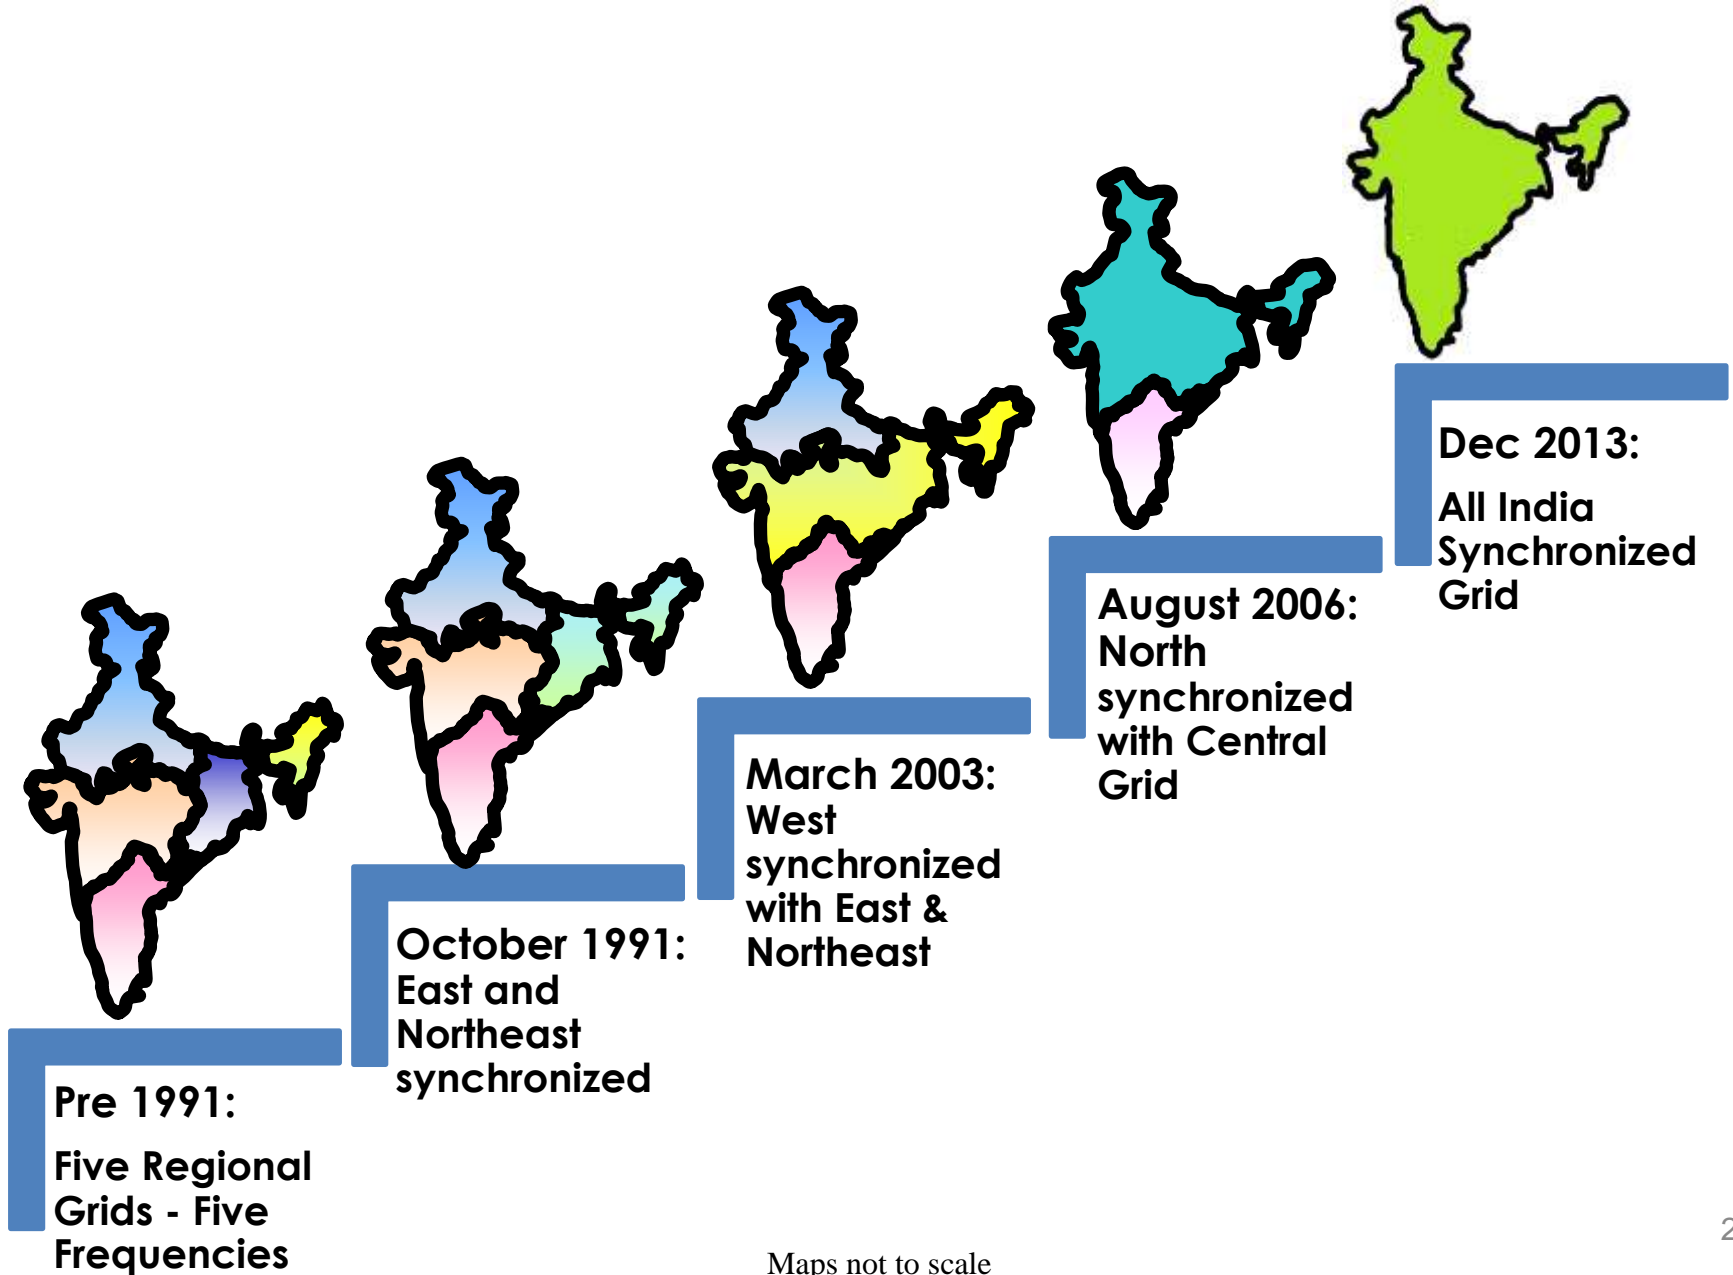 Pre 1991:
Five Regional
Grids - Five
Frequencies
October 1991:
East and
Northeast
synchronized
March 2003:
West
synchronized
with East &
Northeast
August 2006:
North
synchronized
with Central
Grid
Dec 2013:
All India
Synchronized
Grid
Maps not to scale
2